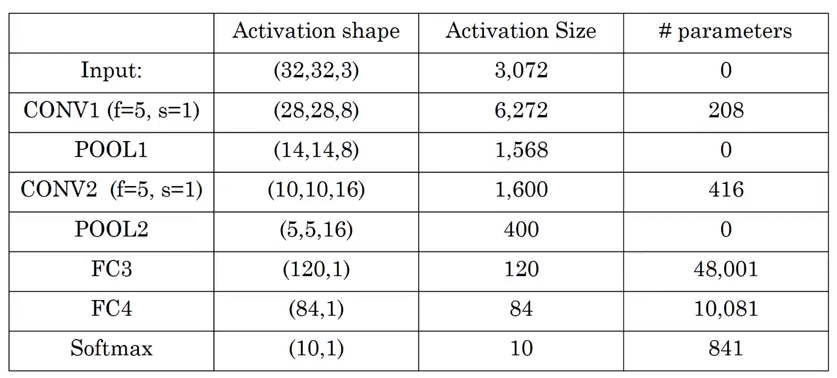 Activation shape Activation Size # parameters
Input: (32,32,3) 3,072 0
CONV1 (f=5, s=1) (28,28,8) 6,272 208
POOL1 (14,14,8) 1,568 0
CONV2 (f=5, s=1) (10,10,16) 1,600 416
POOL2 (5,5,16) 400 0
FC3 (120,1) 120 48,001
FC4 (84,1) 84 10,081
Softmax (10,1) 10 841